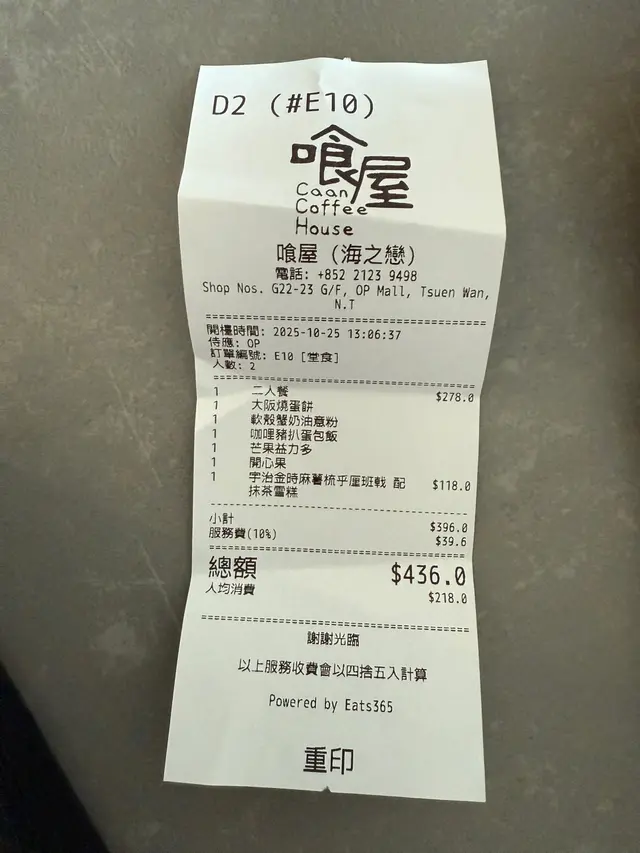 D2 (#E10)
喰屋
Caan
Coffee
House
喰屋 (海之戀)
電話: +852 2123 9498
Shop Nos. G22-23 G/F, OP Mall, Tsuen Wan,
N.T
開檯時間: 2025-10-25 13:06:37
侍應: OP
訂單編號: E10 [堂食]
人數: 2
1 二人餐 $278.0
1 大阪燒蛋餅
1 軟殼蟹奶油意粉
1 咖喱豬扒蛋包飯
1 芒果益力多
1 開心果
1 宇治金時麻薯梳乎厘班戟 配 $118.0
抹茶雪糕
小計 $396.0
服務費(10%) $39.6
總額 $436.0
人均消費 $218.0
謝謝光臨
以上服務收費會以四捨五入計算
Powered by Eats365
重印